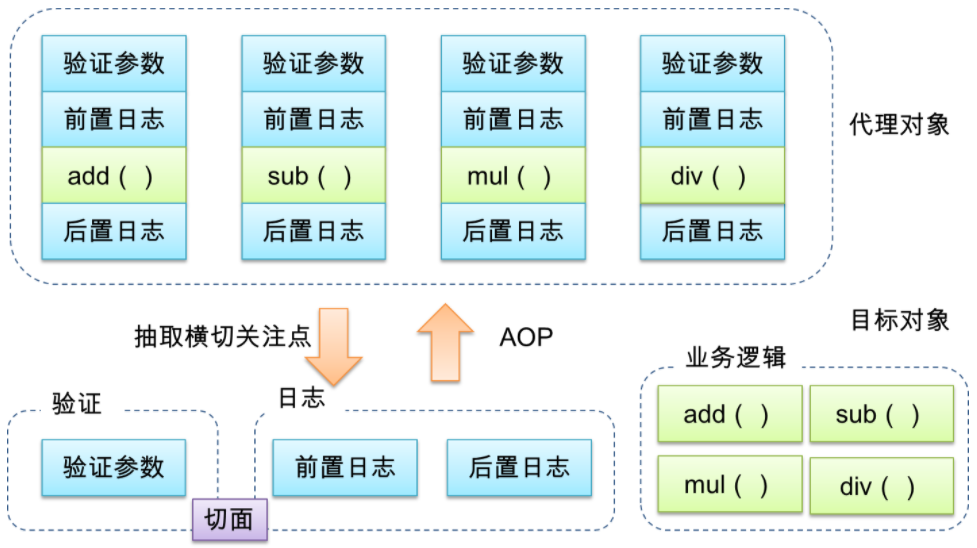 验证参数 验证参数 验证参数 验证参数
前置日志 前置日志 前置日志 前置日志
代理对象
add ( ) sub ( ) mul ( ) div ( )
后置日志 后置日志 后置日志 后置日志
抽取横切关注点 AOP
目标对象
业务逻辑
验证 日志
add ( ) sub ( )
验证参数 前置日志 后置日志
mul ( ) div ( )
切面